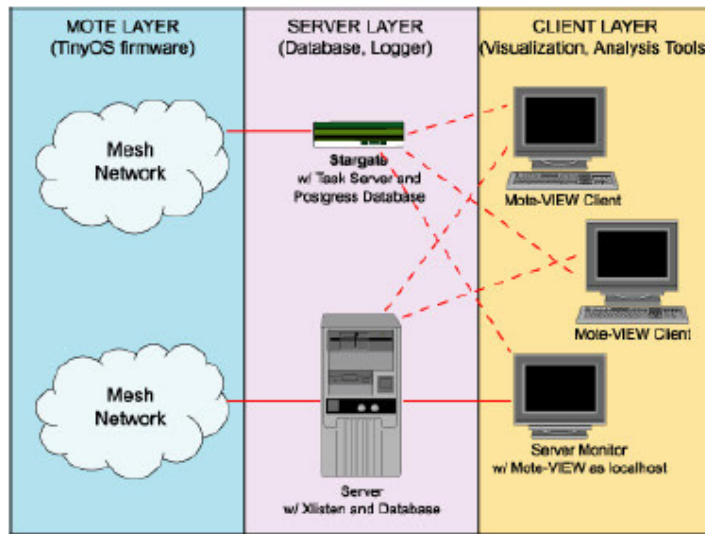 MOTE LAYER
(TinyOS firmware)
SERVER LAYER
(Database, Logger)
CLIENT LAYER
(Visualization, Analysis Tools
Mesh
Network
Stargate
w/ Task Server and
Postgress Database
Mote-VIEW Client
Mote-VIEW Client
Mesh
Network
Server
w/ Xlisten and Database
Server Monitor
w/ Mote-VIEW as localhost